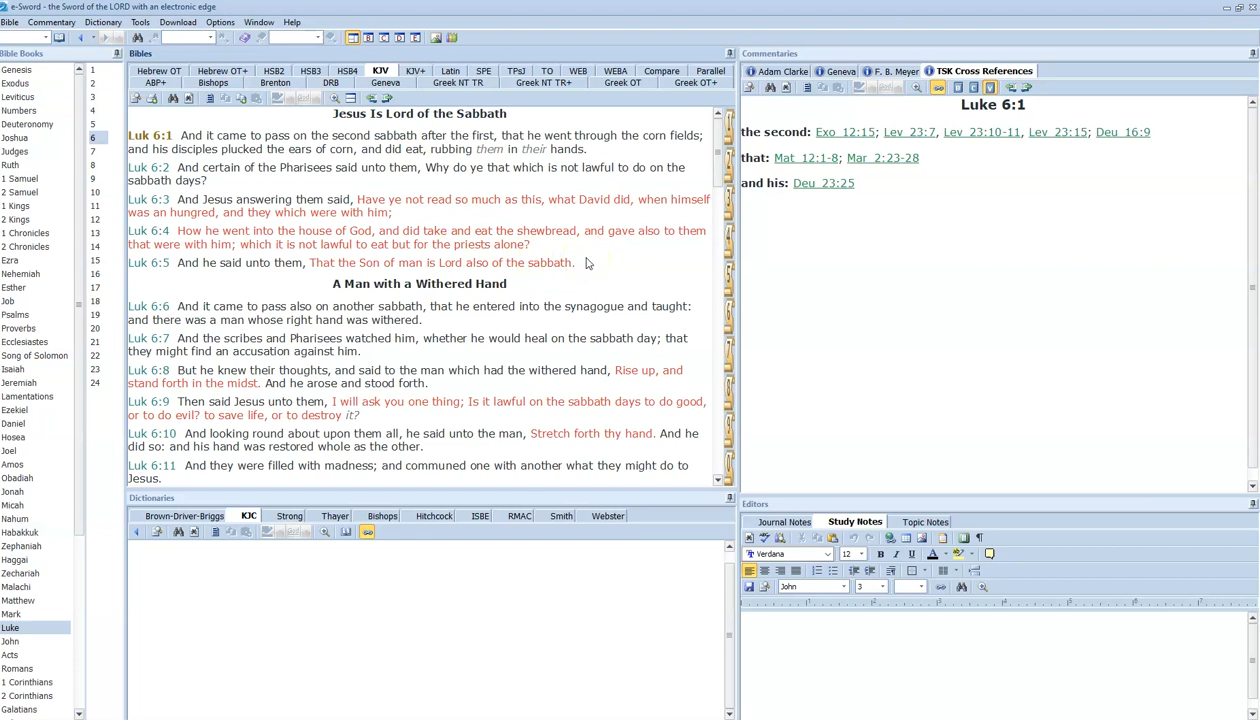 e-Sword - the Sword of the LORD with an electronic edge
Bible Commentary Dictionary Tools Download Options Window Help
Bible Books
Genesis
Exodus
Leviticus
Numbers
Deuteronomy
Joshua
Judges
Ruth
1 Samuel
2 Samuel
1 Kings
2 Kings
1 Chronicles
2 Chronicles
Ezra
Nehemiah
Esther
Job
Psalms
Proverbs
Ecclesiastes
Song of Solomon
Isaiah
Jeremiah
Lamentations
Ezekiel
Daniel
Hosea
Joel
Amos
Obadiah
Jonah
Micah
Nahum
Habakkuk
Zephaniah
Haggai
Zechariah
Malachi
Matthew
Mark
Luke
John
Acts
Romans
1 Corinthians
2 Corinthians
Galatians
1
2
3
4
5
6
7
8
9
10
11
12
13
14
15
16
17
18
19
20
21
22
23
24
Bibles
Hebrew OT Hebrew OT+ HSB2 HSB3 HSB4 KJV KJV+ Latin SPE TPsJ TO WEB WEBA Compare Parallel
ABP+ Bishops Brenton DRB Geneva Greek NT TR Greek NT TR+ Greek OT Greek OT+
Jesus Is Lord of the Sabbath
Luk 6:1 And it came to pass on the second sabbath after the first, that he went through the corn fields;
and his disciples plucked the ears of corn, and did eat, rubbing them in their hands.
Luk 6:2 And certain of the Pharisees said unto them, Why do ye that which is not lawful to do on the
sabbath days?
Luk 6:3 And Jesus answering them said, Have ye not read so much as this, what David did, when himself
was an hungred, and they which were with him;
Luk 6:4 How he went into the house of God, and did take and eat the shewbread, and gave also to them
that were with him; which it is not lawful to eat but for the priests alone?
Luk 6:5 And he said unto them, That the Son of man is Lord also of the sabbath.
A Man with a Withered Hand
Luk 6:6 And it came to pass also on another sabbath, that he entered into the synagogue and taught:
and there was a man whose right hand was withered.
Luk 6:7 And the scribes and Pharisees watched him, whether he would heal on the sabbath day; that
they might find an accusation against him.
Luk 6:8 But he knew their thoughts, and said to the man which had the withered hand, Rise up, and
stand forth in the midst. And he arose and stood forth.
Luk 6:9 Then said Jesus unto them, I will ask you one thing; Is it lawful on the sabbath days to do good,
or to do evil? to save life, or to destroy it?
Luk 6:10 And looking round about upon them all, he said unto the man, Stretch forth thy hand. And he
did so: and his hand was restored whole as the other.
Luk 6:11 And they were filled with madness; and communed one with another what they might do to
Jesus.
Dictionaries
Brown-Driver-Briggs KJC Strong Thayer Bishops Hitchcock ISBE RMAC Smith Webster
Commentaries
Adam Clarke Geneva F. B. Meyer TSK Cross References
Luke 6:1
the second: Exo 12:15; Lev 23:7, Lev 23:10-11, Lev 23:15; Deu 16:9
that: Mat 12:1-8; Mar 2:23-28
and his: Deu 23:25
Editors
Journal Notes Study Notes Topic Notes
Verdana 12 B I U A
John 3
1 2 3 4 5 6 7